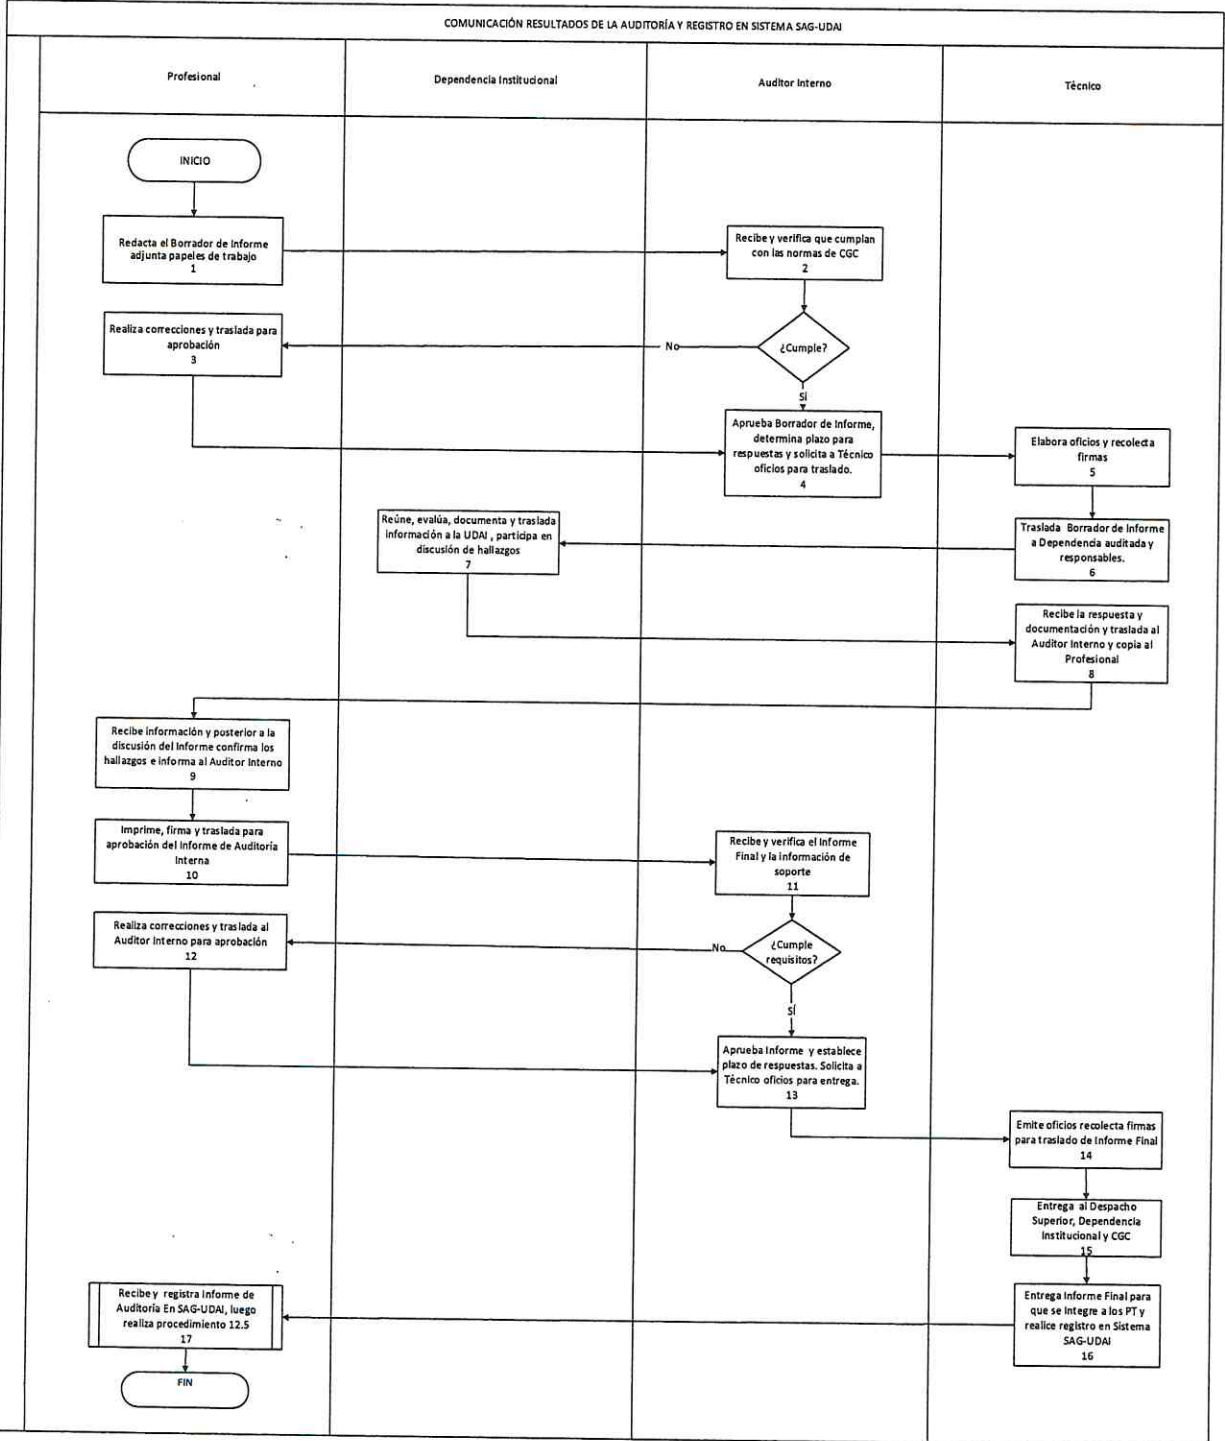 COMUNICACIÓN RESULTADOS DE LA AUDITORÍA Y REGISTRO EN SISTEMA SAG-UDAI
Profesional
Dependencia Institucional
Auditor Interno
Técnico
INICIO
Redacta el Borrador de Informe
adjunta papeles de trabajo
1
Recibe y verifica que cumplan
con las normas de CGC
2
¿Cumple?
No
Sí
Realiza correcciones y traslada para
aprobación
3
Aprueba Borrador de Informe,
determina plazo para
respuestas y solicita a Técnico
oficios para traslado.
4
Elabora oficios y recolecta
firmas
5
Traslada Borrador de Informe
a Dependencia auditada y
responsables.
6
Reúne, evalúa, documenta y traslada
información a la UDAI , participa en
discusión de hallazgos
7
Recibe la respuesta y
documentación y traslada al
Auditor Interno y copia al
Profesional
8
Recibe información y posterior a la
discusión del Informe confirma los
hallazgos e informa al Auditor Interno
9
Imprime, firma y traslada para
aprobación del Informe de Auditoría
Interna
10
Recibe y verifica el Informe
Final y la información de
soporte
11
¿Cumple
requisitos?
No
SÍ
Realiza correcciones y traslada al
Auditor Interno para aprobación
12
Aprueba Informe y establece
plazo de respuestas. Solicita a
Técnico oficios para entrega.
13
Emite oficios recolecta firmas
para traslado de Informe Final
14
Entrega al Despacho
Superior, Dependencia
Institucional y CGC
15
Entrega Informe Final para
que se integre a los PT y
realice registro en Sistema
SAG-UDAI
16
Recibe y registra Informe de
Auditoría En SAG-UDAI, luego
realiza procedimiento 12.5
17
FIN